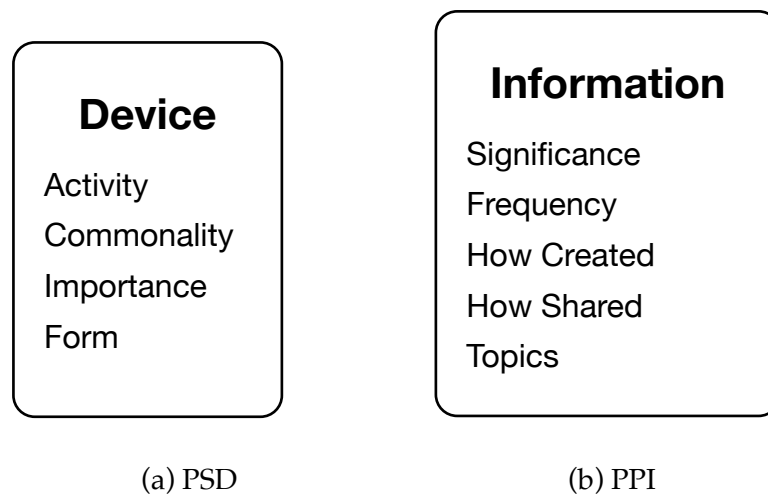 Device
Activity
Commonality
Importance
Form
(a) PSD
Information
Significance
Frequency
How Created
How Shared
Topics
(b) PPI